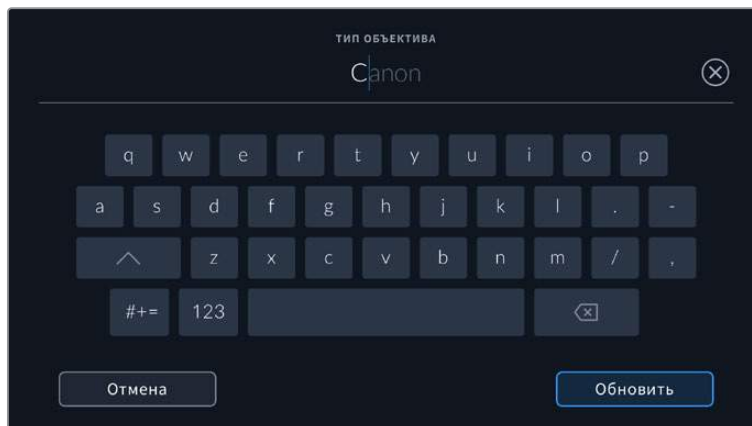 ТИП ОБЪЕКТИВА
Canon
q w e r t y u i o p
a s d f g h j k l . -
z x c v b n m / ,
#+= 123
Отмена Обновить